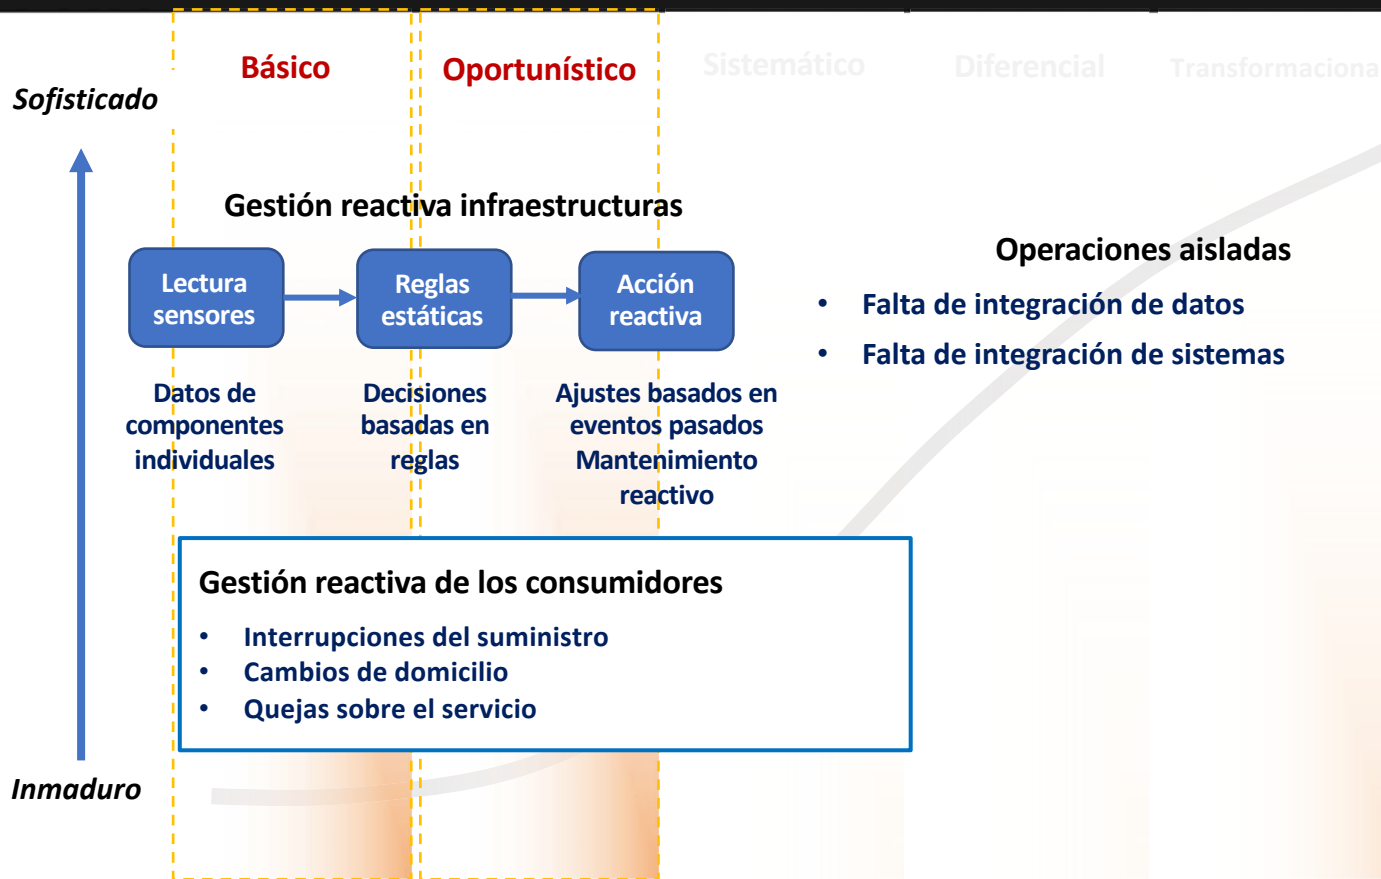 Básico
Oportunístico
Sistemático
Diferencial
Transformaciona
Sofisticado
Gestión reactiva infraestructuras
Lectura
sensores
Reglas
estáticas
Acción
reactiva
Datos de
componentes
individuales
Decisiones
basadas en
reglas
Ajustes basados en
eventos pasados
Mantenimiento
reactivo
Operaciones aisladas
• Falta de integración de datos
• Falta de integración de sistemas
Gestión reactiva de los consumidores
• Interrupciones del suministro
• Cambios de domicilio
• Quejas sobre el servicio
Inmaduro